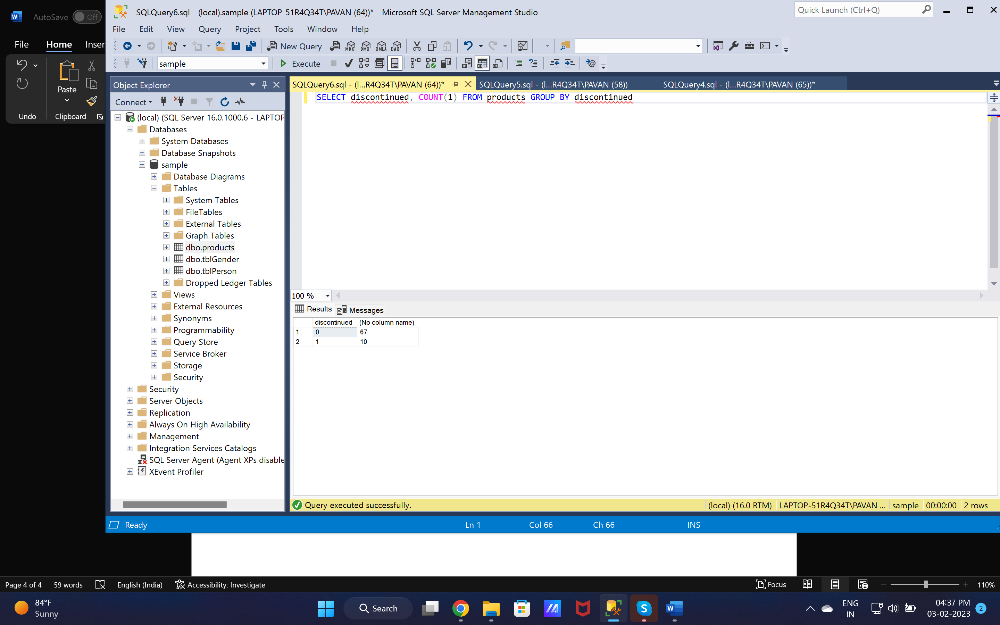 AutoSave Off
File Home Inser
Paste
Undo Clipboard
SQLQuery6.sql - (local).sample (LAPTOP-51R4Q34T\PAVAN (64))* - Microsoft SQL Server Management Studio
Quick Launch (Ctrl+Q)
File Edit View Query Project Tools Window Help
New Query MDX DMX XMLA DAX
sample Execute
Object Explorer
Connect
(local) (SQL Server 16.0.1000.6 - LAPTOP
Databases
System Databases
Database Snapshots
sample
Database Diagrams
Tables
System Tables
FileTables
External Tables
Graph Tables
dbo.products
dbo.tblGender
dbo.tblPerson
Dropped Ledger Tables
Views
External Resources
Synonyms
Programmability
Query Store
Service Broker
Storage
Security
Security
Server Objects
Replication
Always On High Availability
Management
Integration Services Catalogs
SQL Server Agent (Agent XPs disable
XEvent Profiler
SQLQuery6.sql - (l...R4Q34T\PAVAN (64))* SQLQuery5.sql - (l...R4Q34T\PAVAN (58)) SQLQuery4.sql - (l...R4Q34T\PAVAN (65))*
SELECT discontinued, COUNT(1) FROM products GROUP BY discontinued
100 %
Results Messages
discontinued (No column name)
1 0 67
2 1 10
Query executed successfully. (local) (16.0 RTM) LAPTOP-51R4Q34T\PAVAN ... sample 00:00:00 2 rows
Ready Ln 1 Col 66 Ch 66 INS
Page 4 of 4 59 words English (India) Accessibility: Investigate Focus 110%
84°F
Sunny
Search
ENG
IN
04:37 PM
03-02-2023
2